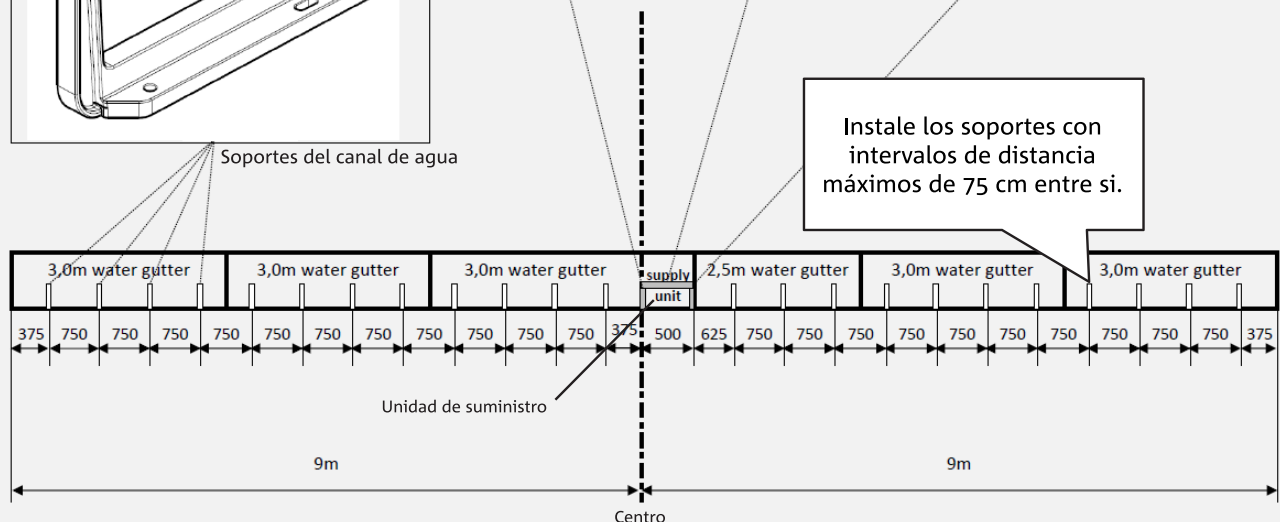 Soportes del canal de agua
Instale los soportes con
intervalos de distancia
máximos de 75 cm entre si.
3,0m water gutter
3,0m water gutter
3,0m water gutter
supply
unit
2,5m water gutter
3,0m water gutter
3,0m water gutter
375 750 750 750 750 750 750 750 750 750 750 750 375 500 625 750 750 750 750 750 750 750 750 750 750 375
Unidad de suministro
9m 9m
Centro